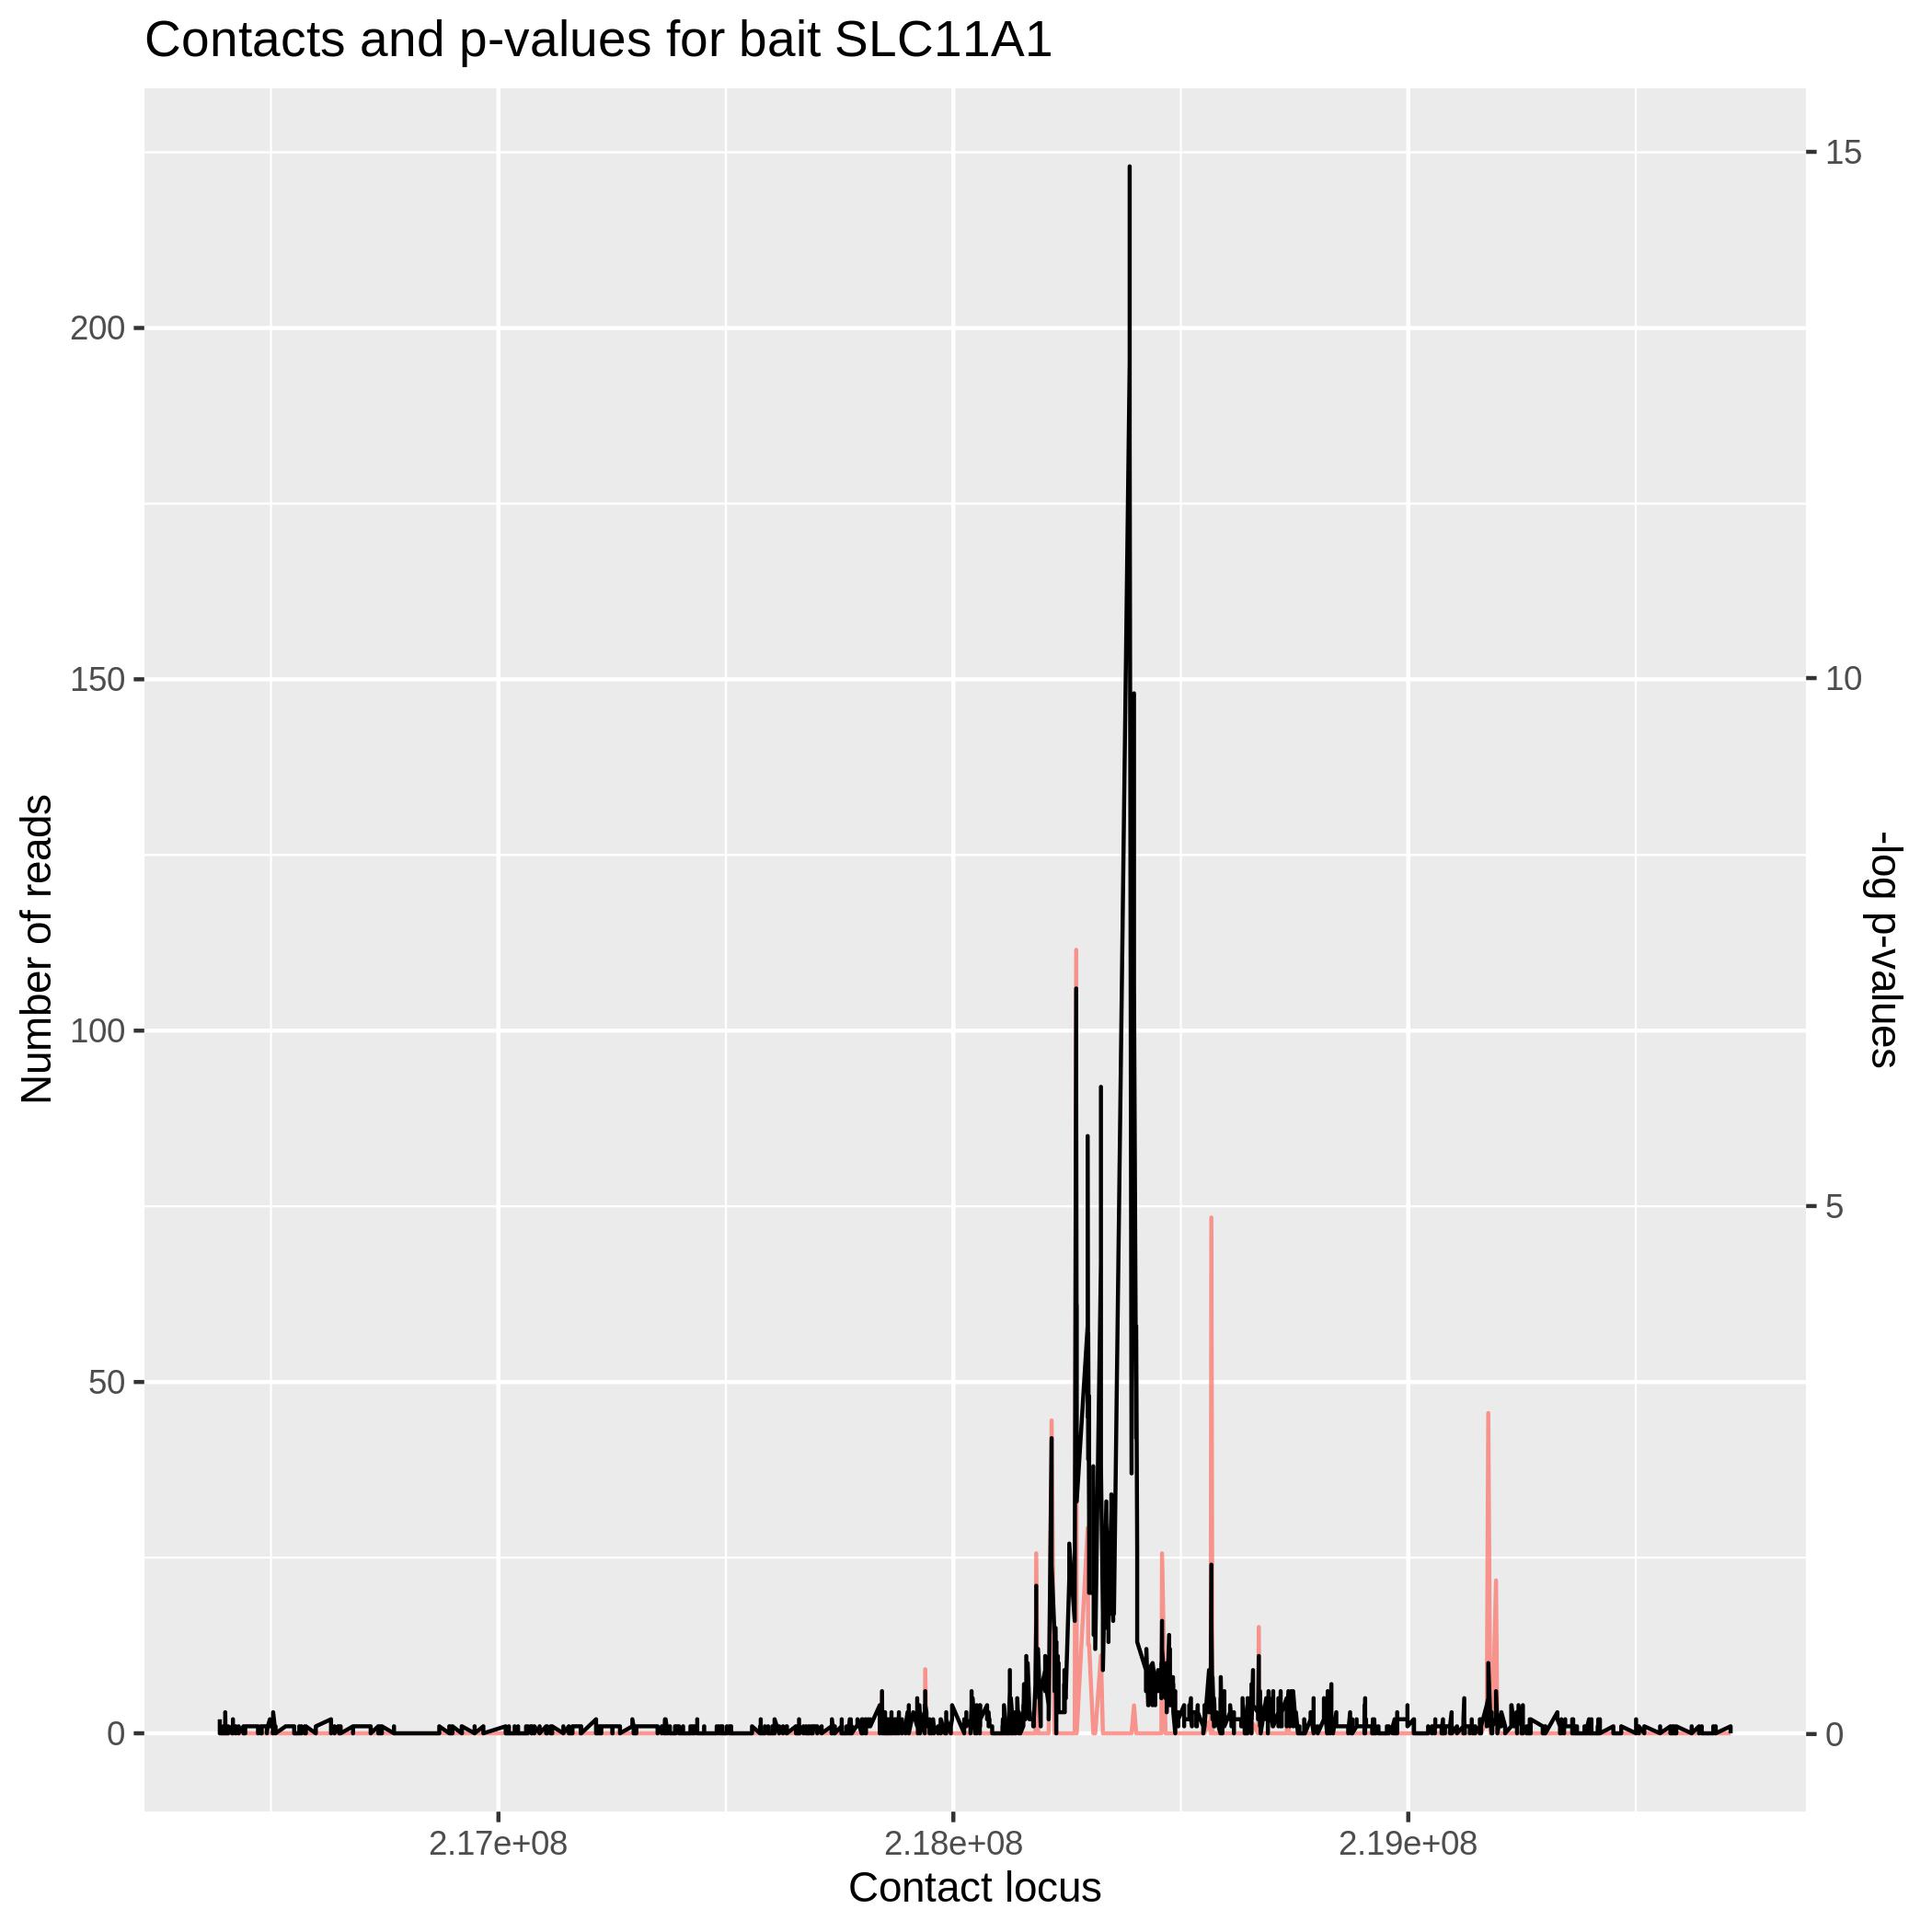 Contacts and p-values for bait SLC11A1
Number of reads
200
150
100
50
0
15
10
5
0
-log p-values
2.17e+08
2.18e+08
2.19e+08
Contact locus